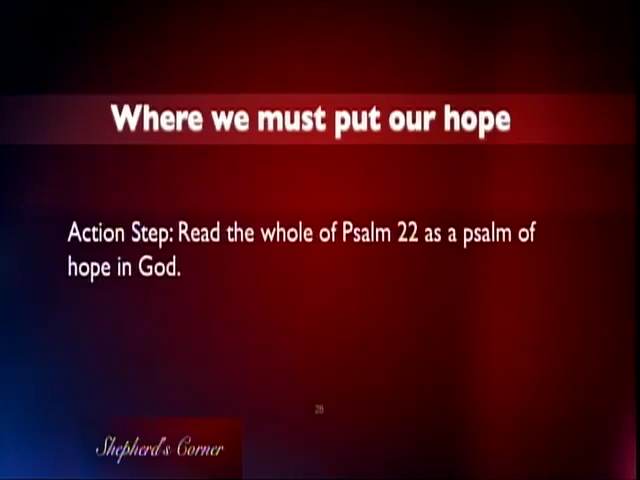 Where we must put our hope
Action Step: Read the whole of Psalm 22 as a psalm of
hope in God.
28
Shepherd's Corner